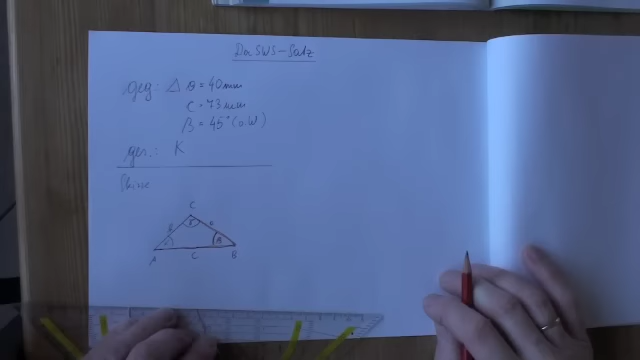 Der SWS-Satz
geg: △ a = 40mm
c = 73mm
β = 45° (o.W)
ges.: K
Skizze
C
A
c
B